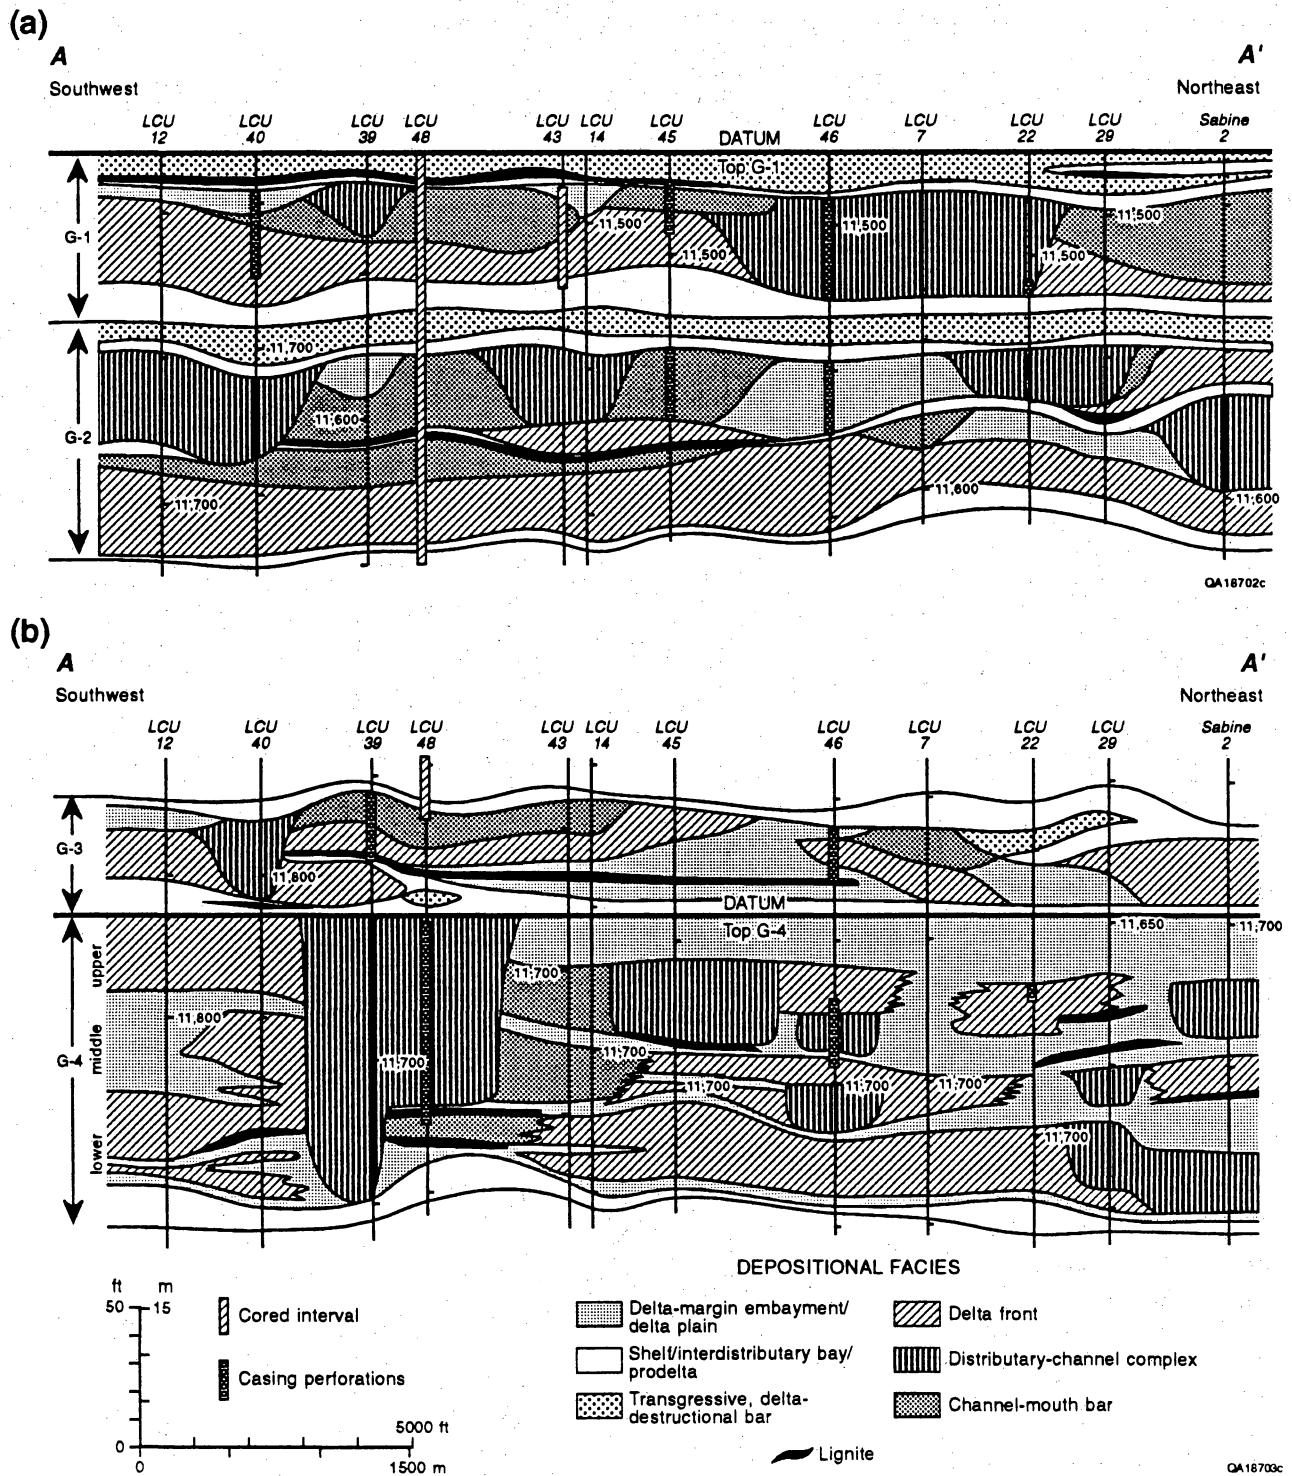 (a)
A
A'
Southwest
Northeast
LCU 12
LCU 40
LCU 39
LCU 48
LCU 43
LCU 14
LCU 45
DATUM
LCU 46
LCU 7
LCU 22
LCU 29
Sabine 2
Top G-1
G-1
11,500
11,500
11,500
11,500
11,500
11,700
G-2
11,600
11,700
11,600
11,600
QA18702c
(b)
A
A'
Southwest
Northeast
LCU 12
LCU 40
LCU 39
LCU 48
LCU 43
LCU 14
LCU 45
LCU 46
LCU 7
LCU 22
LCU 29
Sabine 2
G-3
11,800
DATUM
Top G-4
11,650
11,700
upper
11,700
11,800
middle
G-4
11,700
11,700
11,700
11,700
11,700
lower
11,700
DEPOSITIONAL FACIES
ft
m
50
15
Cored interval
Delta-margin embayment/
delta plain
Delta front
Shelf/interdistributary bay/
prodelta
Distributary-channel complex
Casing perforations
Transgressive, delta-
destructional bar
Channel-mouth bar
5000 ft
0
Lignite
0
1500 m
QA18703c